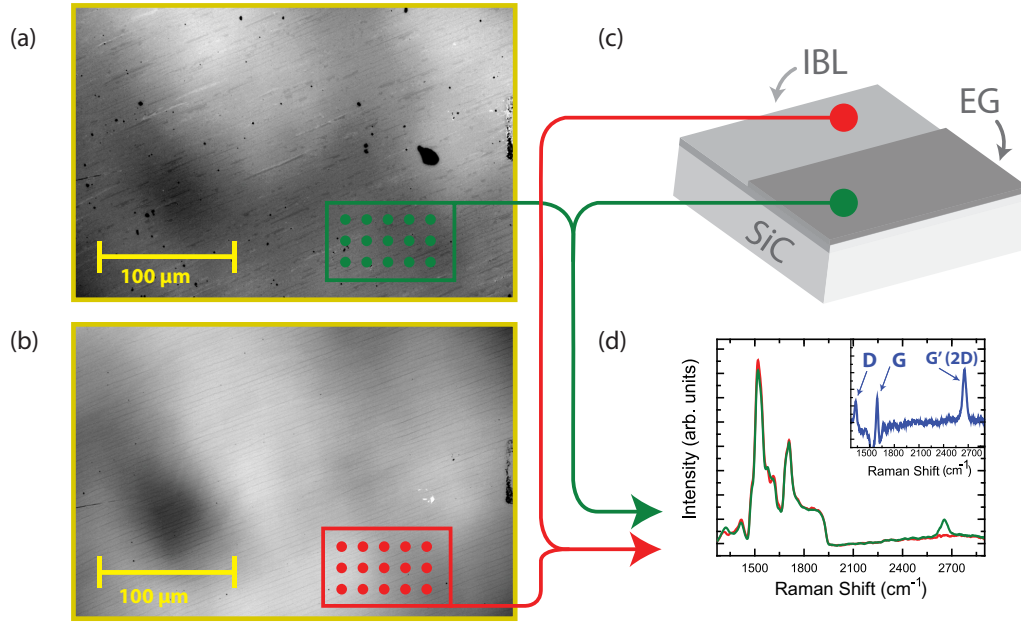 (a)
100 µm
(b)
100 µm
(c)
IBL
EG
SiC
(d)
Intensity (arb. units)
1500 1800 2100 2400 2700
Raman Shift (cm-1)
D G G' (2D)
1500 1800 2100 2400 2700
Raman Shift (cm-1)